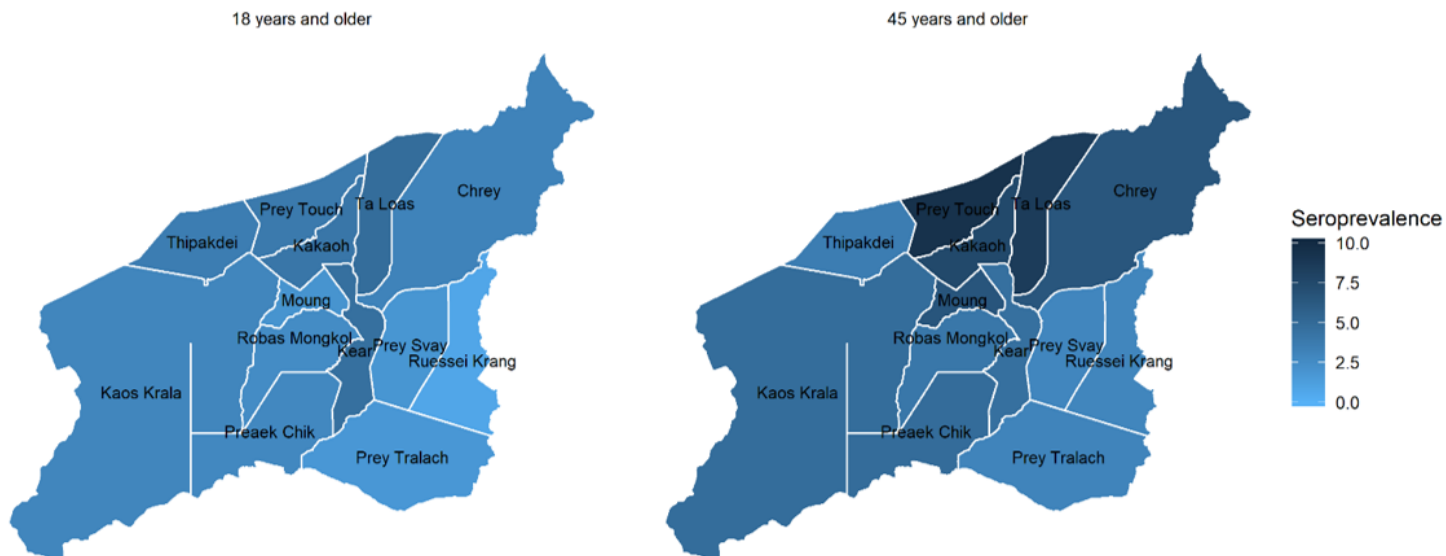 18 years and older
45 years and older
Chrey
Prey Touch
Ta Loas
Thipakdei
Kakaoh
Moung
Robas Mongkol
Kear
Prey Svay
Ruessei Krang
Kaos Krala
Preaek Chik
Prey Tralach
Chrey
Prey Touch
Ta Loas
Thipakdei
Kakaoh
Moung
Robas Mongkol
Kear
Prey Svay
Ruessei Krang
Kaos Krala
Preaek Chik
Prey Tralach
Seroprevalence
10.0
7.5
5.0
2.5
0.0